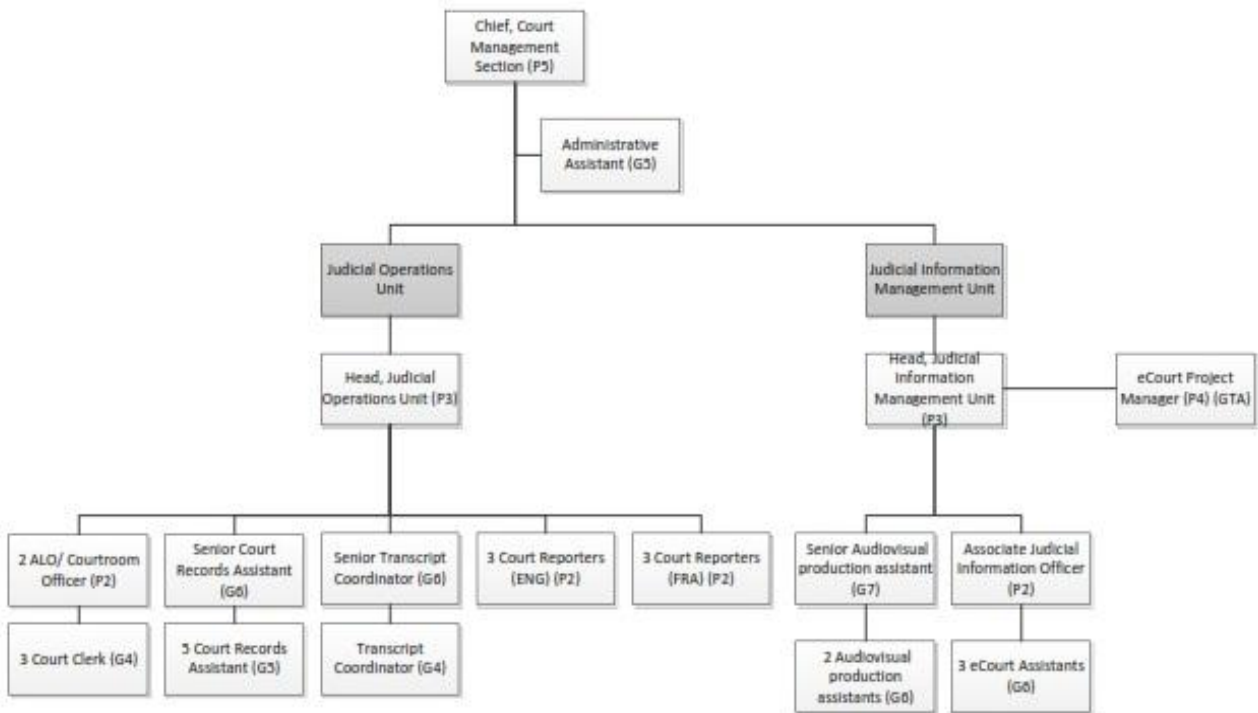 Chief, Court
Management
Section (P5)
Administrative
Assistant (G5)
Judicial Operations
Unit
Judicial Information
Management Unit
Head, Judicial
Operations Unit (P3)
Head, Judicial
Information
Management Unit
(P3)
eCourt Project
Manager (P4) (GTA)
2 ALO/ Courtroom
Officer (P2)
Senior Court
Records Assistant
(G6)
Senior Transcript
Coordinator (G6)
3 Court Reporters
(ENG) (P2)
3 Court Reporters
(FRA) (P2)
Senior Audiovisual
production assistant
(G7)
Associate Judicial
Information Officer
(P2)
3 Court Clerk (G4)
5 Court Records
Assistant (G5)
Transcript
Coordinator (G4)
2 Audiovisual
production
assistants (G6)
3 eCourt Assistants
(G6)